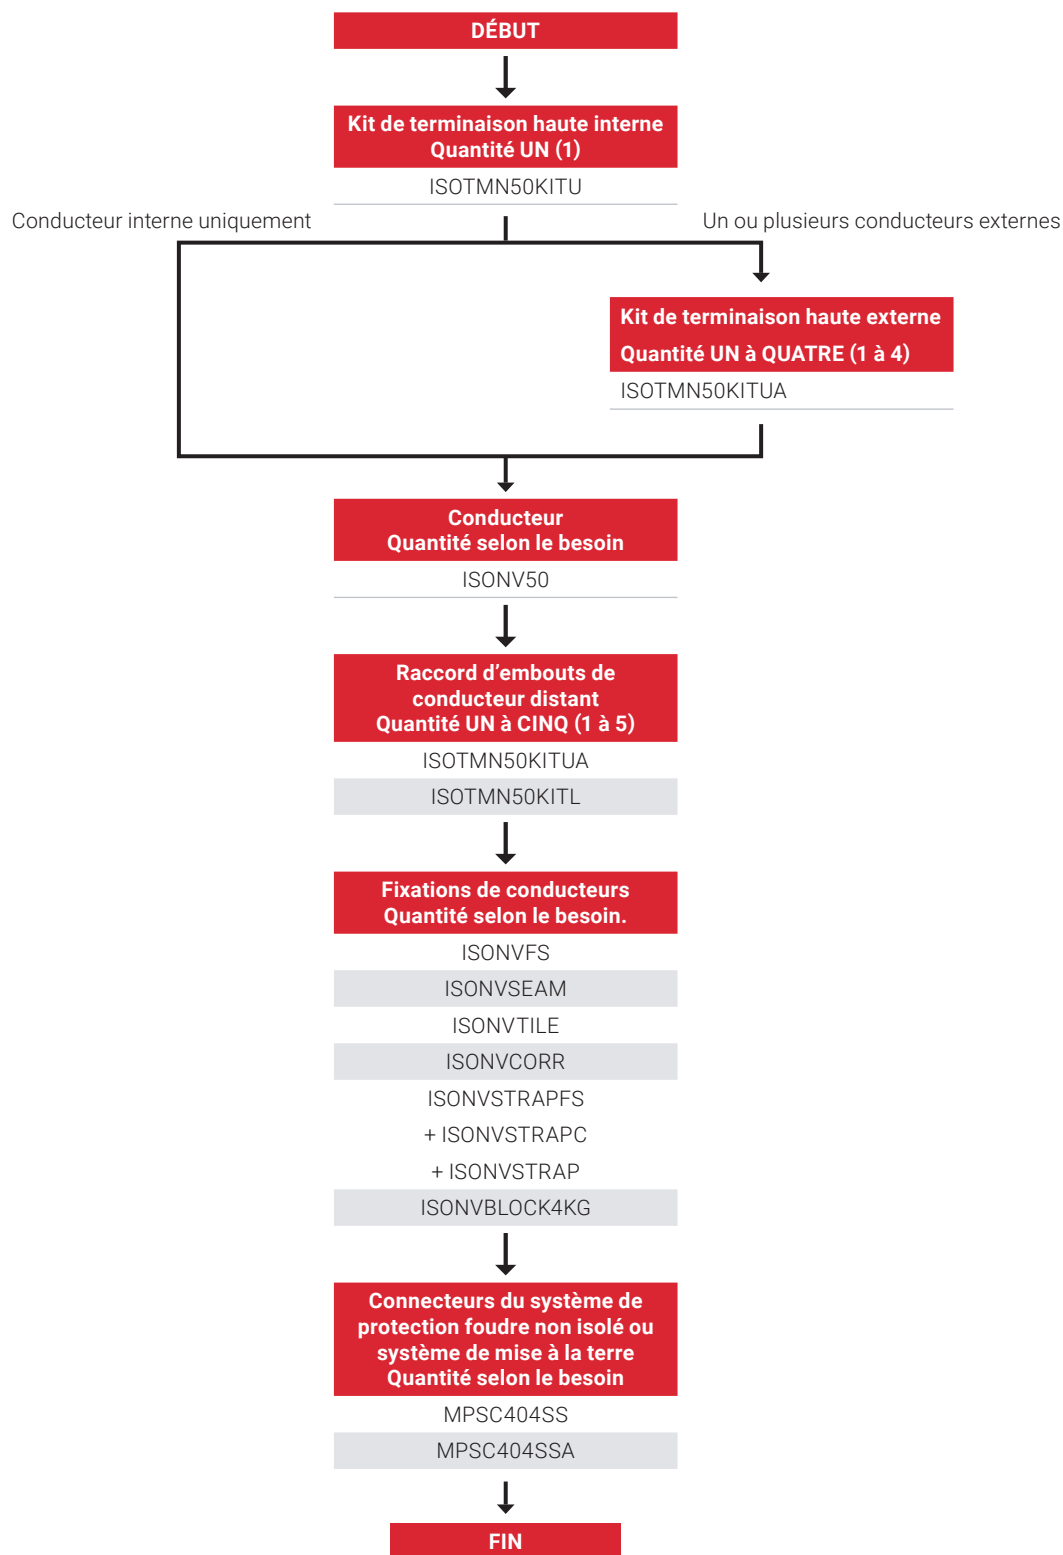 DÉBUT
Kit de terminaison haute interne
Quantité UN (1)
ISOTMN50KITU
Conducteur interne uniquement
Un ou plusieurs conducteurs externes
Kit de terminaison haute externe
Quantité UN à QUATRE (1 à 4)
ISOTMN50KITUA
Conducteur
Quantité selon le besoin
ISONV50
Raccord d’embouts de
conducteur distant
Quantité UN à CINQ (1 à 5)
ISOTMN50KITUA
ISOTMN50KITL
Fixations de conducteurs
Quantité selon le besoin.
ISONVFS
ISONVSEAM
ISONVTILE
ISONVCORR
ISONVSTRAPFS
+ ISONVSTRAPC
+ ISONVSTRAP
ISONVBLOCK4KG
Connecteurs du système de
protection foudre non isolé ou
système de mise à la terre
Quantité selon le besoin
MPSC404SS
MPSC404SSA
FIN